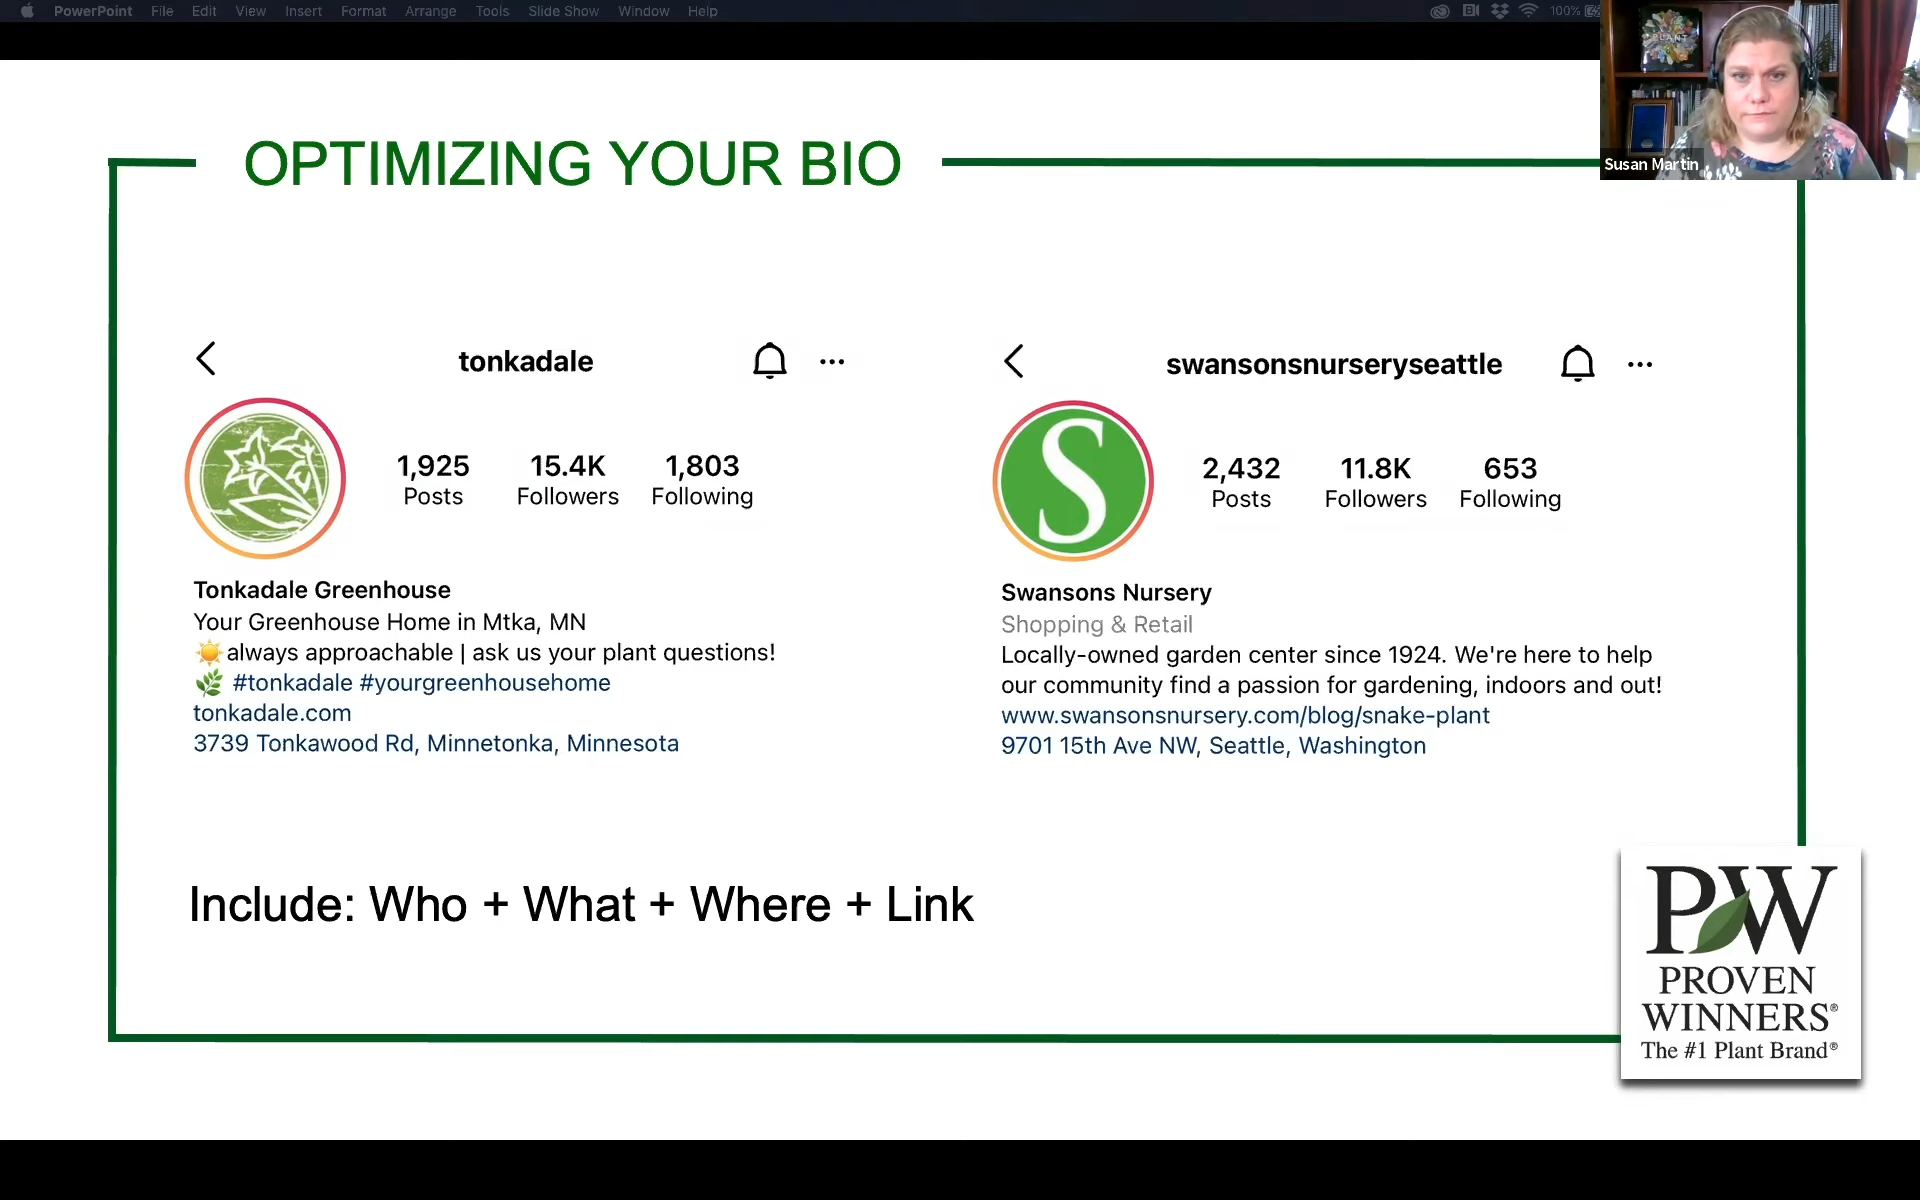 PowerPoint File Edit View Insert Format Arrange Tools Slide Show Window Help 100%
PLANT
Susan Martin
OPTIMIZING YOUR BIO
tonkadale
1,925 15.4K 1,803
Posts Followers Following
Tonkadale Greenhouse
Your Greenhouse Home in Mtka, MN
☀️always approachable | ask us your plant questions!
🌿 #tonkadale #yourgreenhousehome
tonkadale.com
3739 Tonkawood Rd, Minnetonka, Minnesota
swansonsnurseryseattle
2,432 11.8K 653
Posts Followers Following
S
Swansons Nursery
Shopping & Retail
Locally-owned garden center since 1924. We're here to help
our community find a passion for gardening, indoors and out!
www.swansonsnursery.com/blog/snake-plant
9701 15th Ave NW, Seattle, Washington
Include: Who + What + Where + Link
PW
PROVEN
WINNERS®
The #1 Plant Brand®